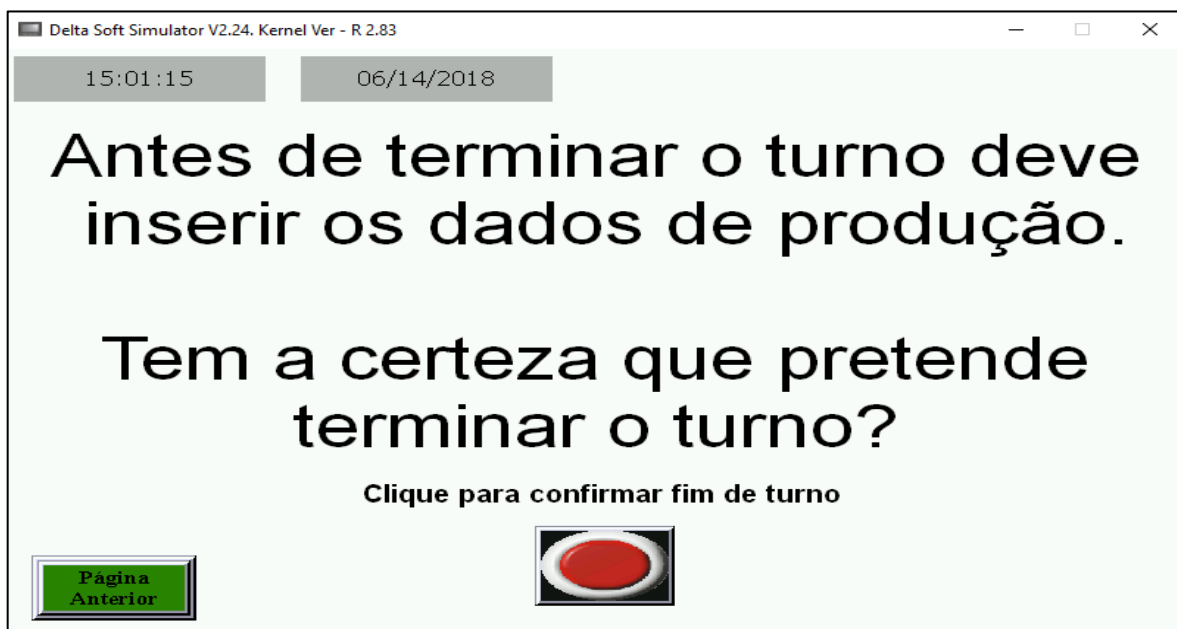 Delta Soft Simulator V2.24. Kernel Ver - R 2.83
15:01:15
06/14/2018
Antes de terminar o turno deve
inserir os dados de produção.
Tem a certeza que pretende
terminar o turno?
Clique para confirmar fim de turno
Página
Anterior